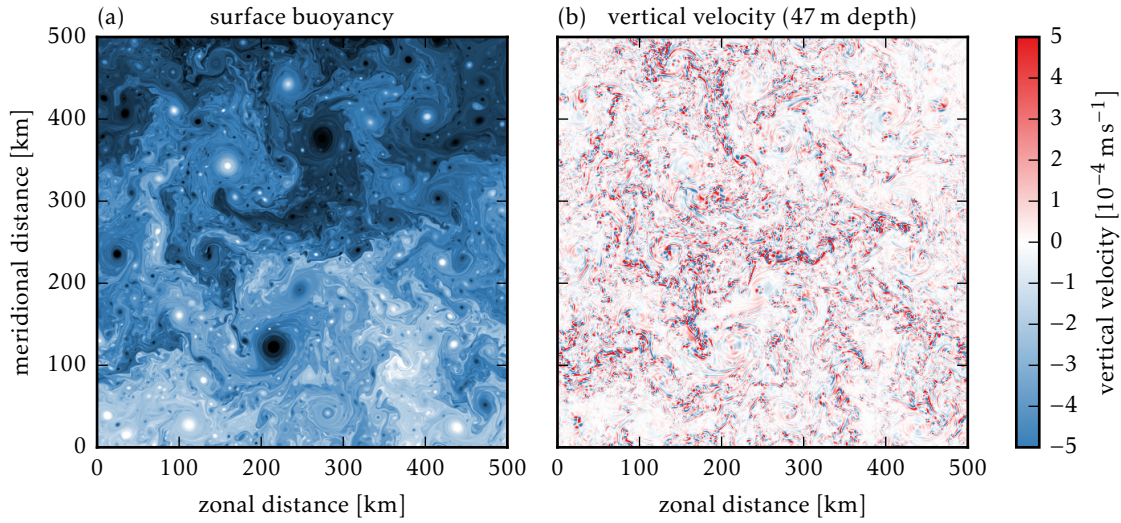 (a) surface buoyancy
(b) vertical velocity (47 m depth)
500
400
300
200
100
0
meridional distance [km]
0 100 200 300 400 500
zonal distance [km]
0 100 200 300 400 500
zonal distance [km]
5
4
3
2
1
0
−1
−2
−3
−4
−5
vertical velocity [10⁻⁴ ms⁻¹]